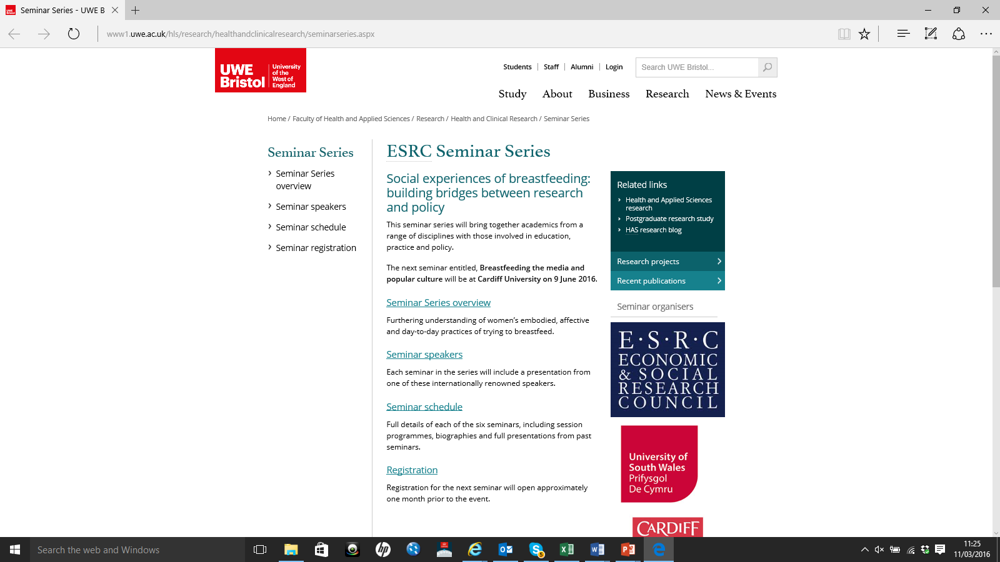 Seminar Series - UWE B
www1.uwe.ac.uk/hls/research/healthandclinicalresearch/seminarseries.aspx
UWE
Bristol
University
of the
West of
England
Students
Staff
Alumni
Login
Search UWE Bristol...
Study
About
Business
Research
News & Events
Home / Faculty of Health and Applied Sciences / Research / Health and Clinical Research / Seminar Series
Seminar Series
Seminar Series
overview
Seminar speakers
Seminar schedule
Seminar registration
ESRC Seminar Series
Social experiences of breastfeeding:
building bridges between research
and policy
This seminar series will bring together academics from a
range of disciplines with those involved in education,
practice and policy.
The next seminar entitled, Breastfeeding the media and
popular culture will be at Cardiff University on 9 June 2016.
Seminar Series overview
Furthering understanding of women’s embodied, affective
and day-to-day practices of trying to breastfeed.
Seminar speakers
Each seminar in the series will include a presentation from
one of these internationally renowned speakers.
Seminar schedule
Full details of each of the six seminars, including session
programmes, biographies and full presentations from past
seminars.
Registration
Registration for the next seminar will open approximately
one month prior to the event.
Related links
Health and Applied Sciences
research
Postgraduate research study
HAS research blog
Research projects
Recent publications
Seminar organisers
E·S·R·C
ECONOMIC
& SOCIAL
RESEARCH
COUNCIL
University of
South Wales
Prifysgol
De Cymru
CARDIFF
Search the web and Windows
hp
5
11:25
11/03/2016